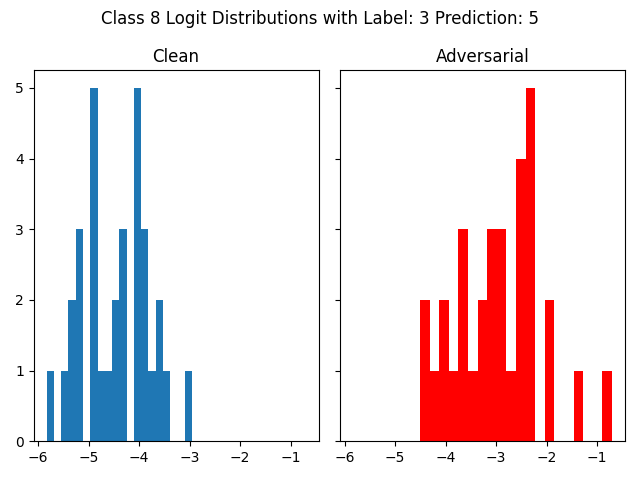 Class 8 Logit Distributions with Label: 3 Prediction: 5
Clean
Adversarial
5
4
3
2
1
0
−6 −5 −4 −3 −2 −1
−6 −5 −4 −3 −2 −1